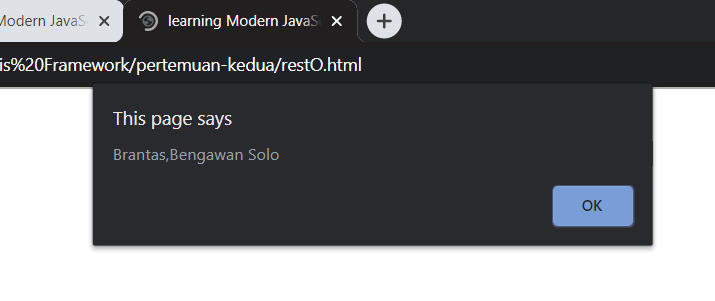 Modern JavaS
learning Modern JavaS
is%20Framework/pertemuan-kedua/restO.html
This page says
Brantas,Bengawan Solo
OK